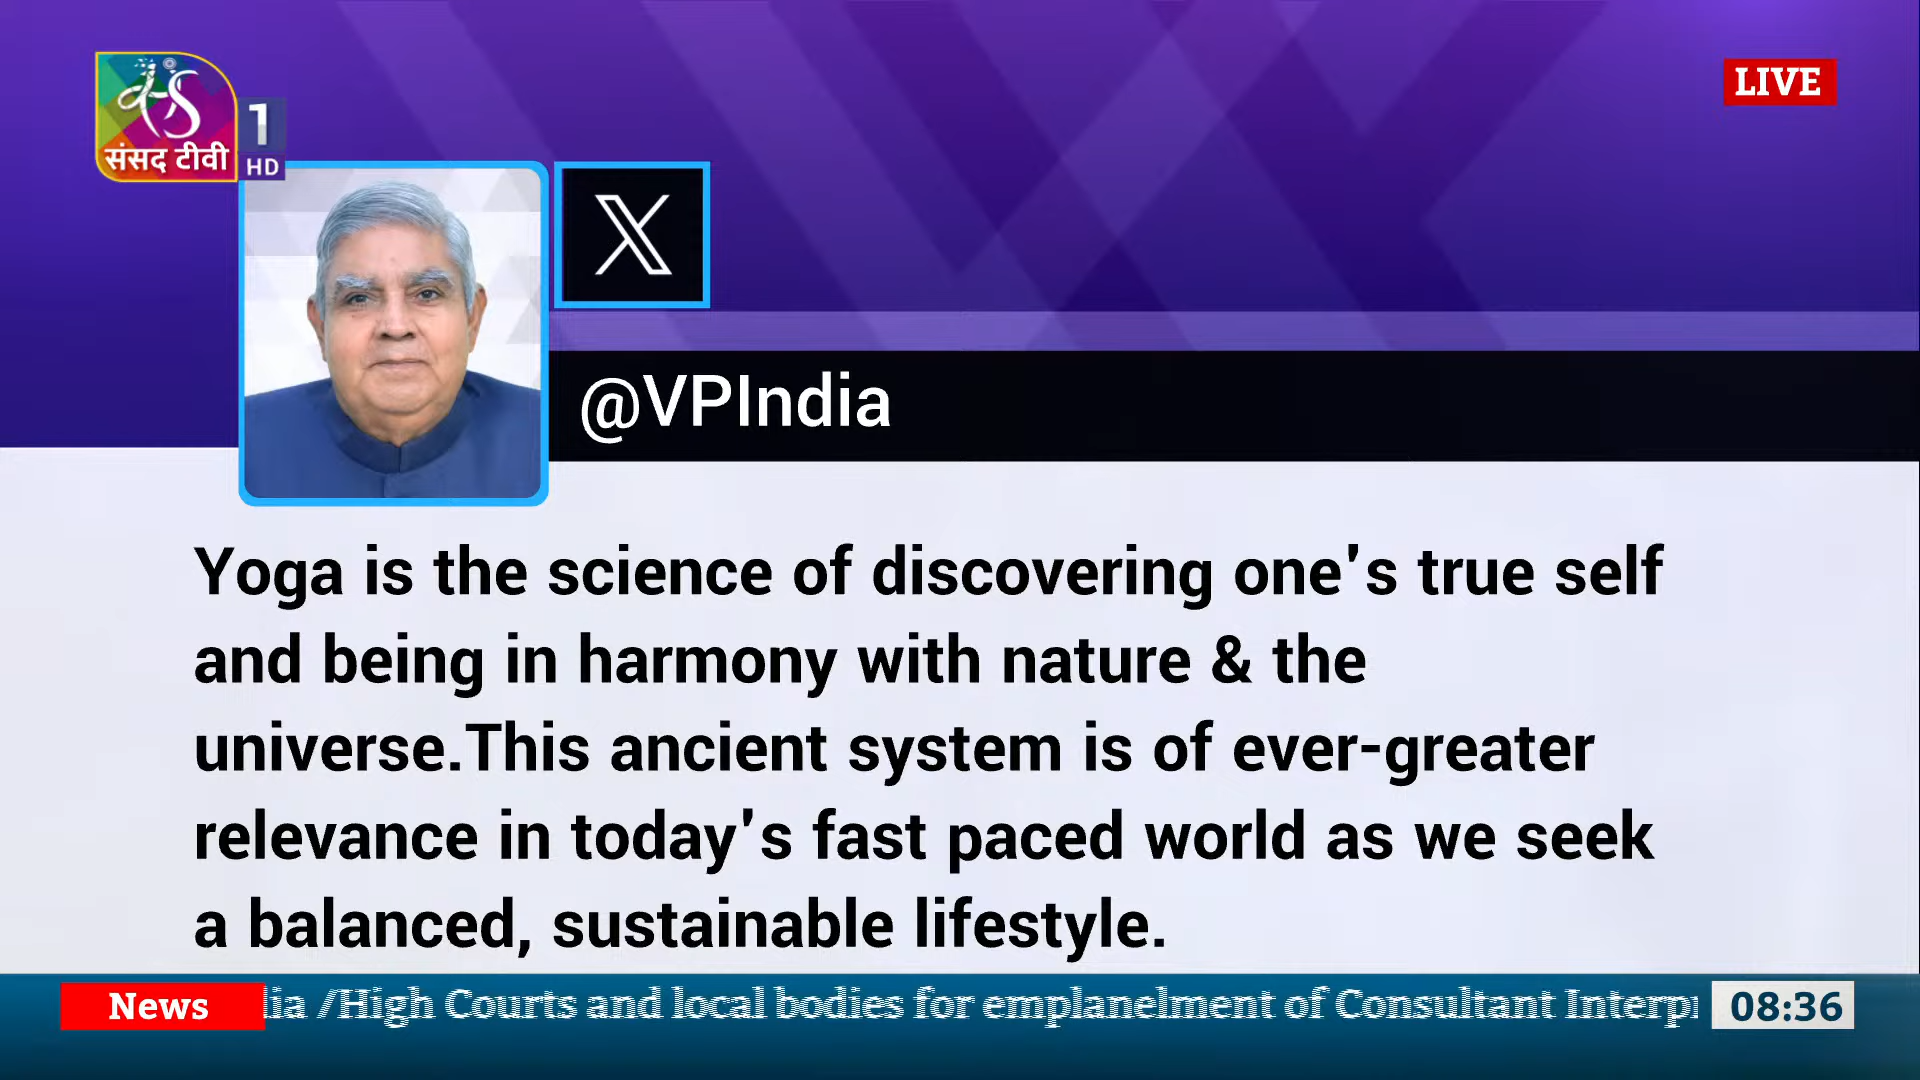 संसद टीवी
1
HD
LIVE
X
@VPIndia
Yoga is the science of discovering one's true self
and being in harmony with nature & the
universe.This ancient system is of ever-greater
relevance in today's fast paced world as we seek
a balanced, sustainable lifestyle.
News
/High Courts and local bodies for emplanelment of Consultant
08:36